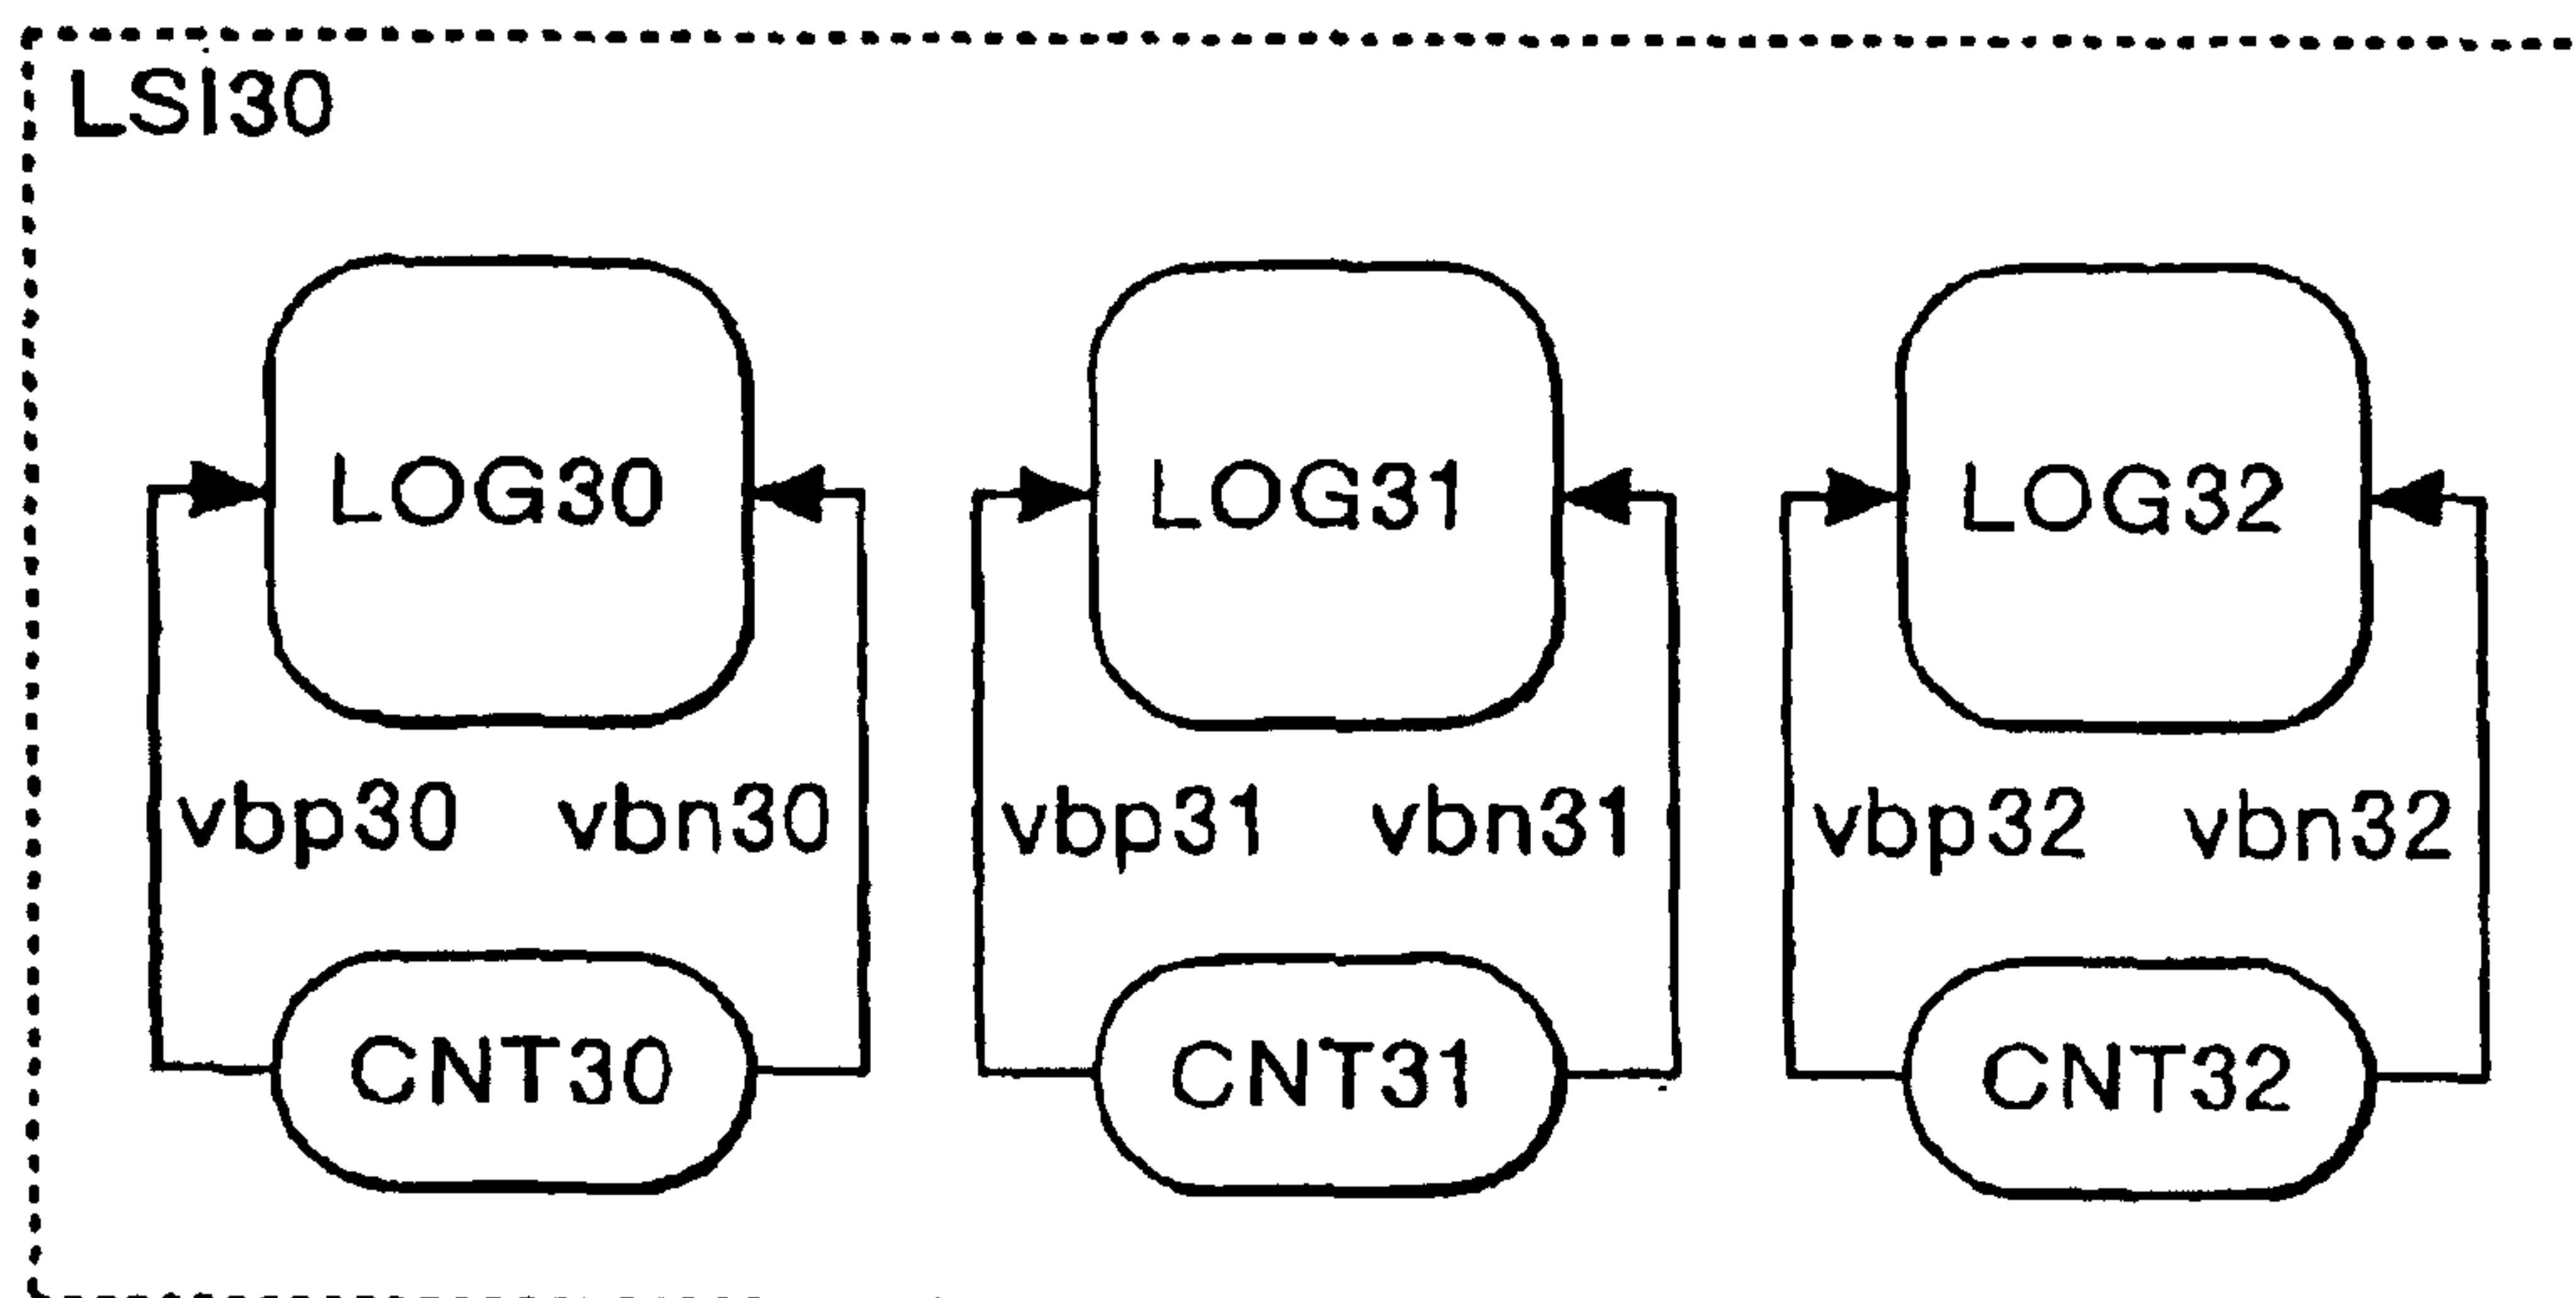 LSI30
LOG30 LOG31 LOG32
vbp30 vbn30 vbp31 vbn31 vbp32 vbn32
CNT30 CNT31 CNT32